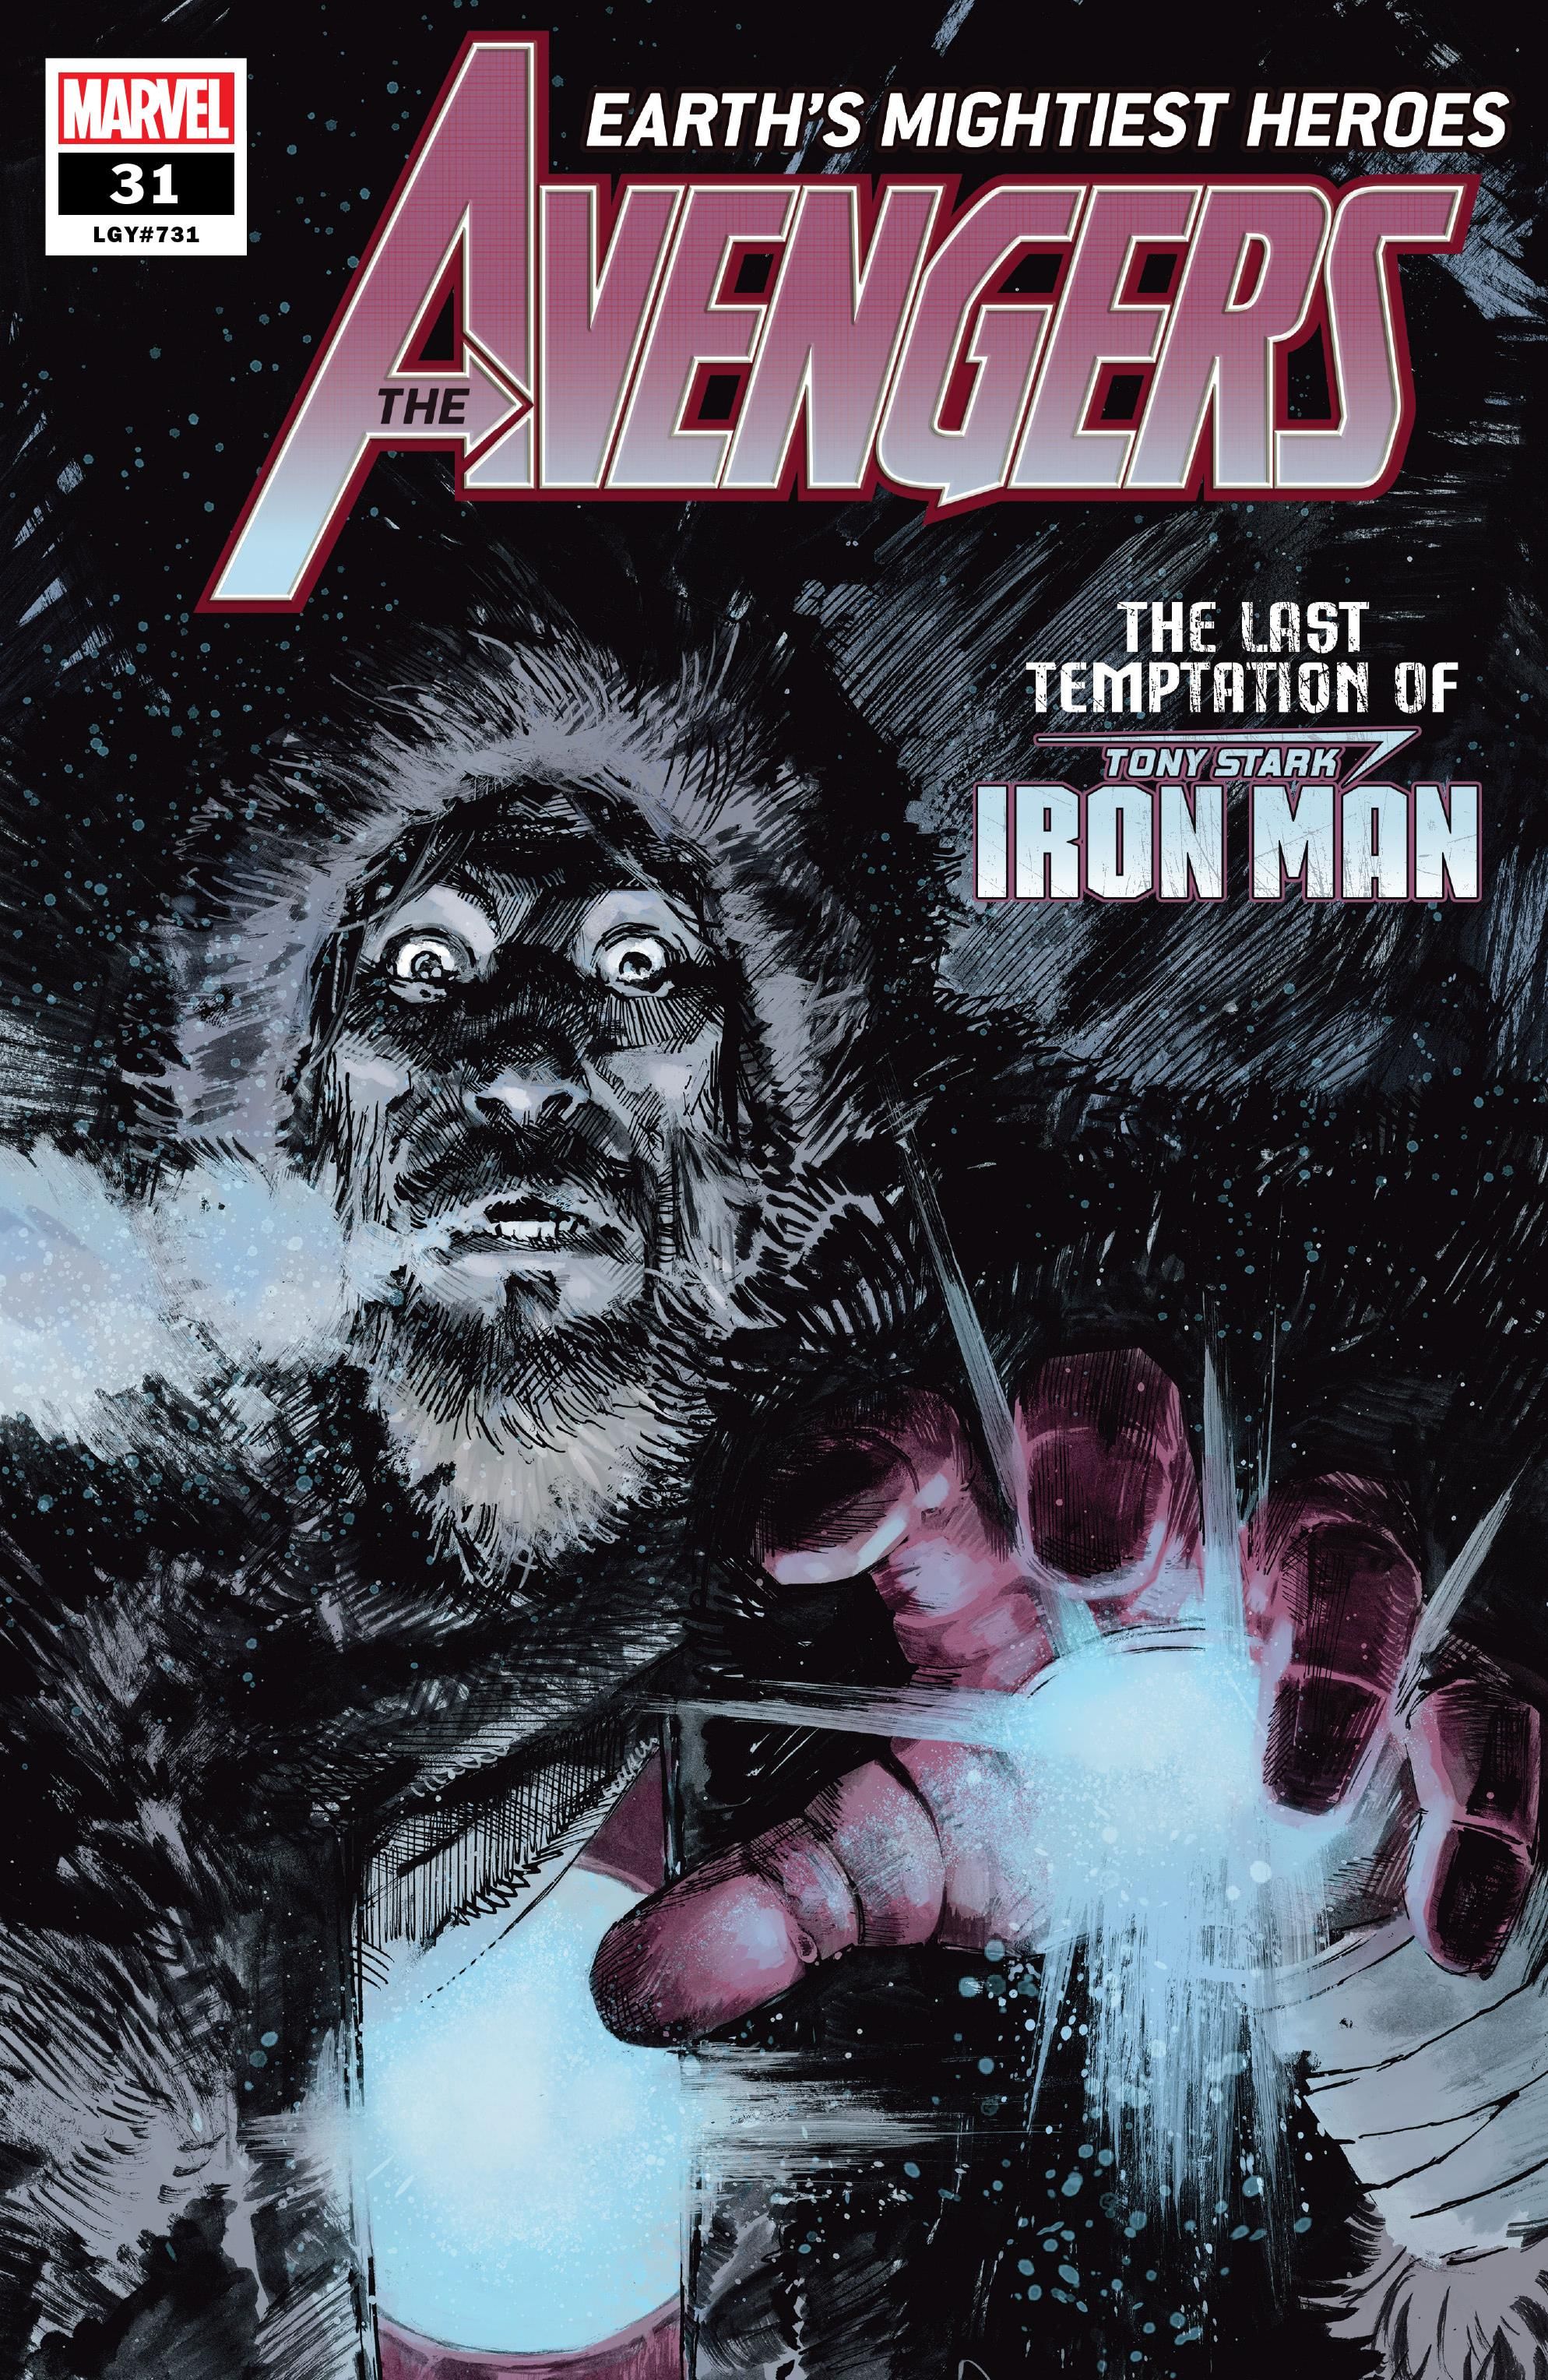 MARVEL
31
LGY#731
EARTH'S MIGHTIEST HEROES
THE AVENGERS
THE LAST
TEMPTATION OF
TONY STARK
IRON MAN